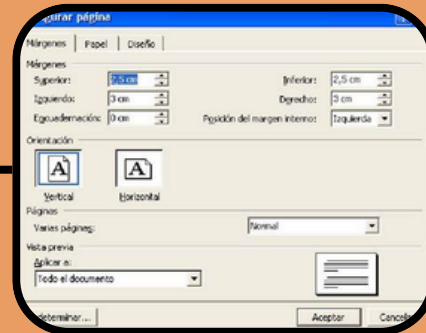 igurar página
Márgenes Papel Diseño
Márgenes
Superior: 2,5 cm Inferior: 2,5 cm
Izquierdo: 3 cm Derecho: 3 cm
Encuadernación: 0 cm Posición del margen interno: Izquierda
Orientación
A A
Vertical Horizontal
Páginas
Varias páginas: Normal
Vista previa
Aplicar a:
Todo el documento
determinar... Aceptar Cancela